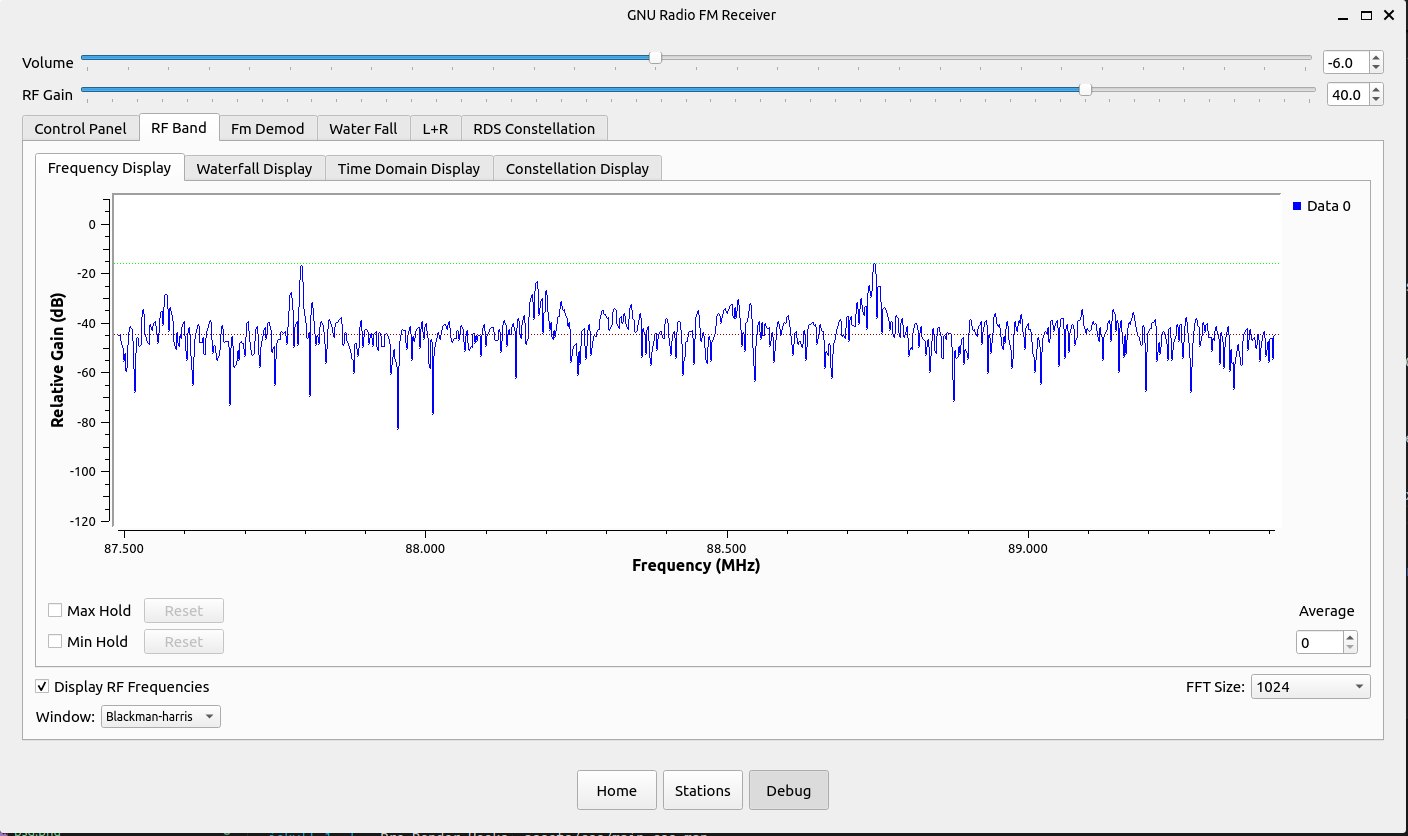 GNU Radio FM Receiver
Volume -6.0
RF Gain 40.0
Control Panel RF Band Fm Demod Water Fall L+R RDS Constellation
Frequency Display Waterfall Display Time Domain Display Constellation Display
Data 0
0
-20
-40
-60
-80
-100
-120
Relative Gain (dB)
87.500 88.000 88.500 89.000
Frequency (MHz)
Max Hold Reset Average
Min Hold Reset 0
Display RF Frequencies FFT Size: 1024
Window: Blackman-harris
Home Stations Debug